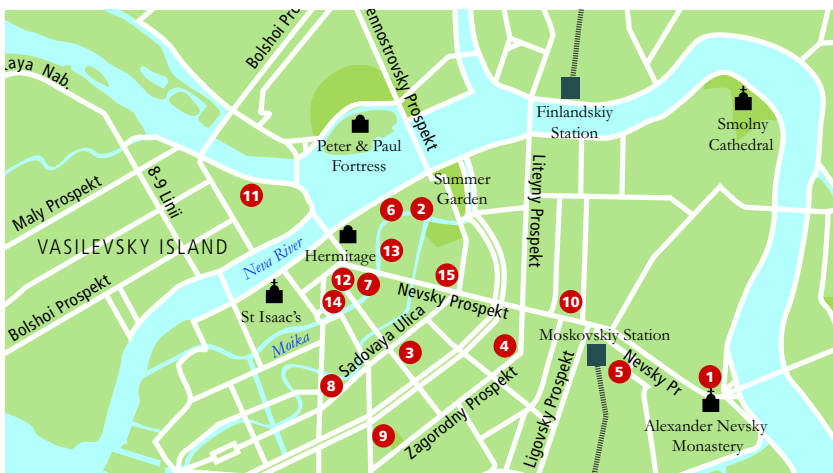 Bolshoi Pro
ennostrovsky Prospekt
aya Nab.
Finlandskiy
Station
Smolny
Cathedral
Peter & Paul
Fortress
8-9 Linii
Maly Prospekt
11
Summer
Garden
Liteyny Prospekt
6
2
VASILEVSKY ISLAND
Neva River
Hermitage
13
12
7
15
Nevsky Prospekt
14
10
Bolshoi Prospekt
St Isaac's
Moika
Sadovaya Ulica
3
4
Moskovskiy Station
5
Nevsky Pr
1
8
9
Zagorodny Prospekt
Ligovsky Prospekt
Alexander Nevsky
Monastery